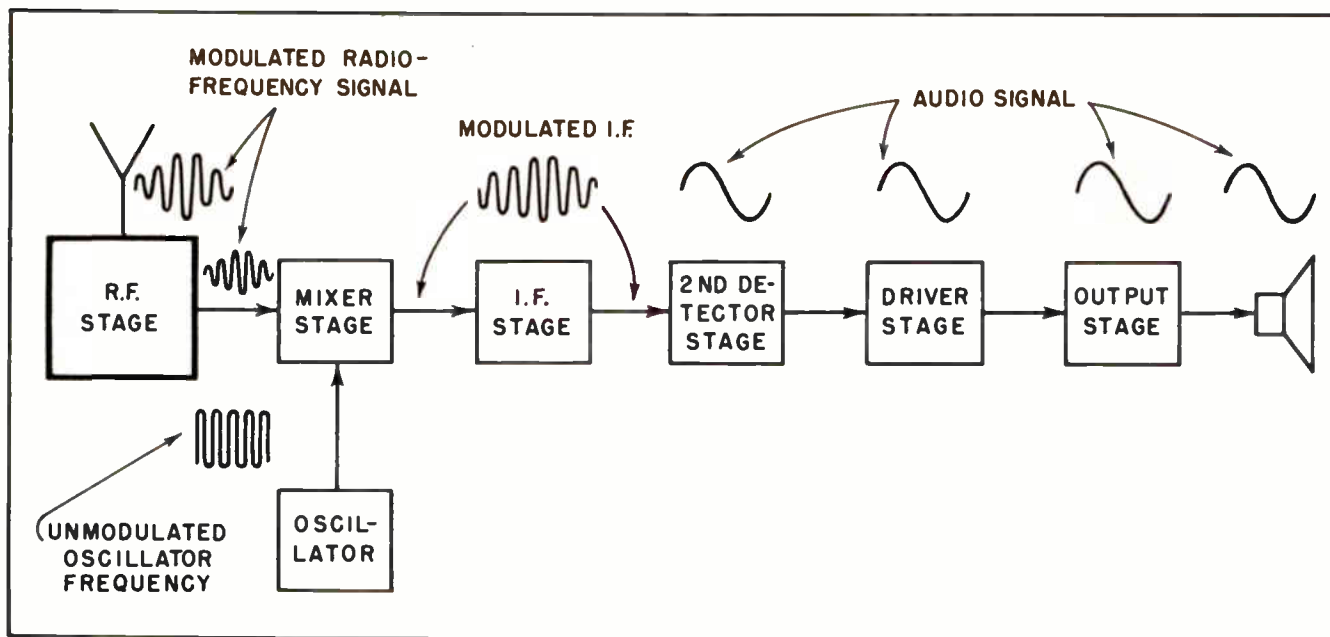 MODULATED RADIO-
FREQUENCY SIGNAL
MODULATED I.F.
AUDIO SIGNAL
R.F.
STAGE
MIXER
STAGE
I.F.
STAGE
2ND DE-
TECTOR
STAGE
DRIVER
STAGE
OUTPUT
STAGE
UNMODULATED
OSCILLATOR
FREQUENCY
OSCIL-
LATOR